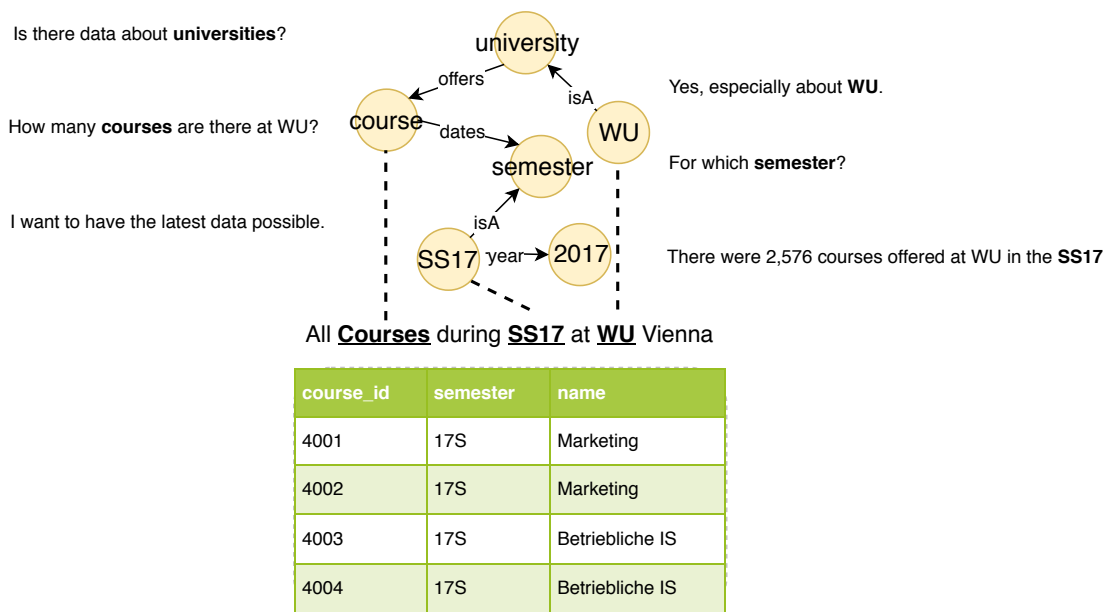 Is there data about universities?
university
offers
isA
Yes, especially about WU.
How many courses are there at WU?
course
dates
WU
semester
For which semester?
I want to have the latest data possible.
isA
SS17
year
2017
There were 2,576 courses offered at WU in the SS17
All Courses during SS17 at WU Vienna
course_id semester name
4001 17S Marketing
4002 17S Marketing
4003 17S Betriebliche IS
4004 17S Betriebliche IS